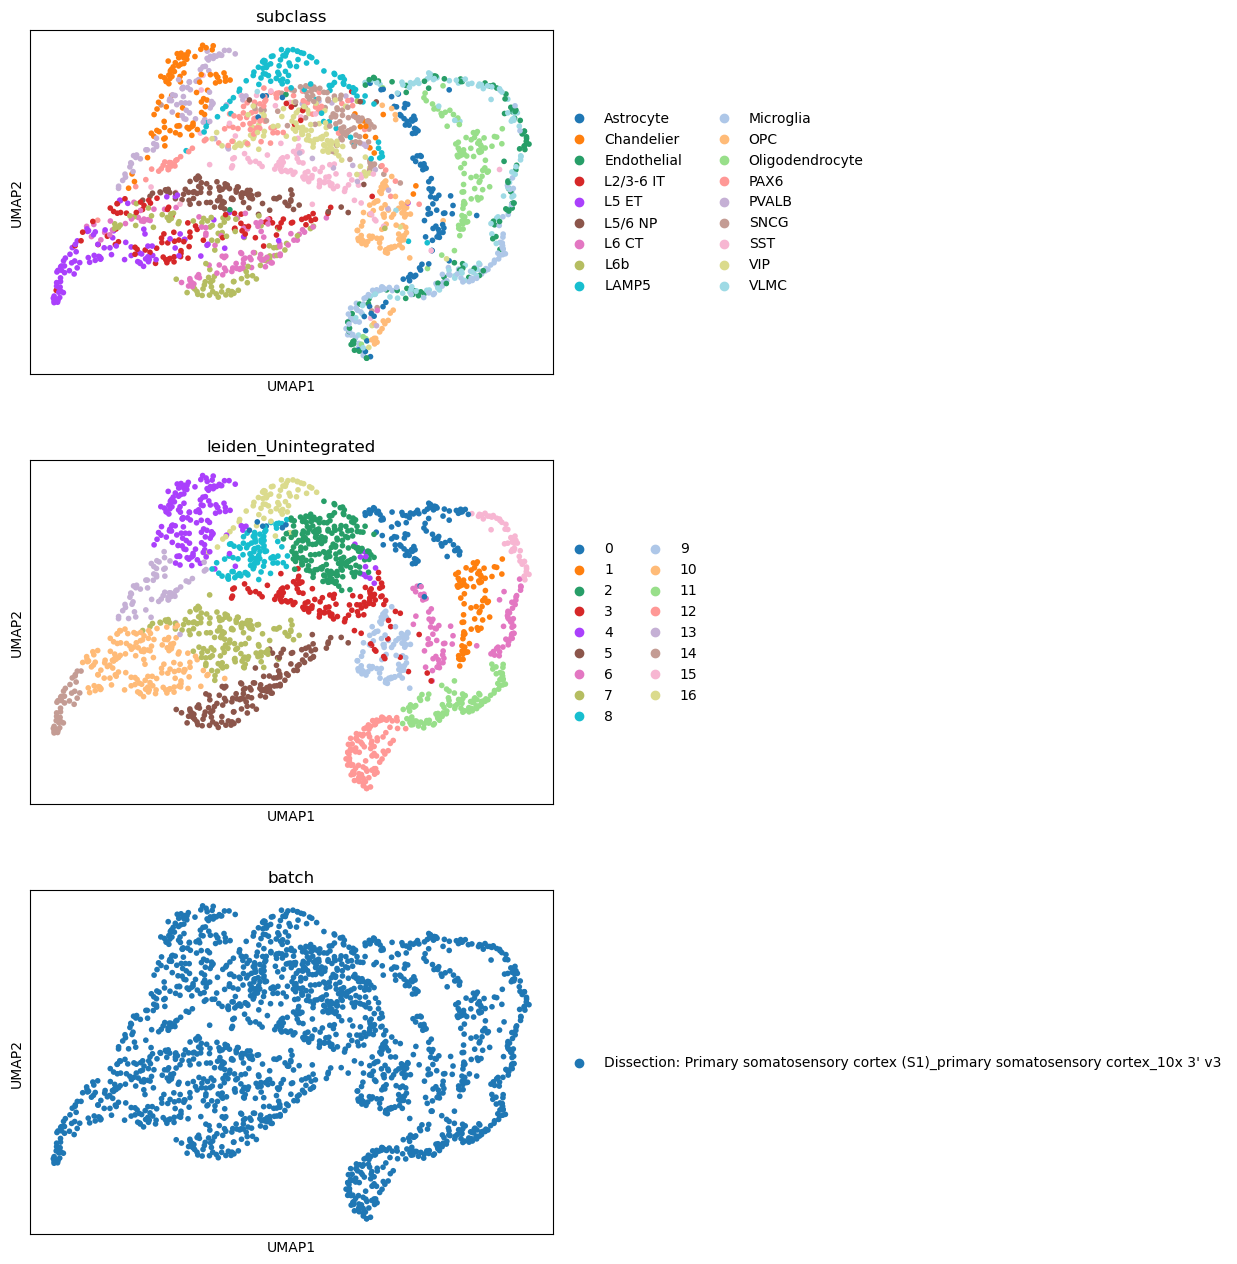 subclass
UMAP2
UMAP1
Astrocyte
Chandelier
Endothelial
L2/3-6 IT
L5 ET
L5/6 NP
L6 CT
L6b
LAMP5
Microglia
OPC
Oligodendrocyte
PAX6
PVALB
SNCG
SST
VIP
VLMC
leiden_Unintegrated
UMAP2
UMAP1
0
1
2
3
4
5
6
7
8
9
10
11
12
13
14
15
16
batch
UMAP2
UMAP1
Dissection: Primary somatosensory cortex (S1)_primary somatosensory cortex_10x 3' v3